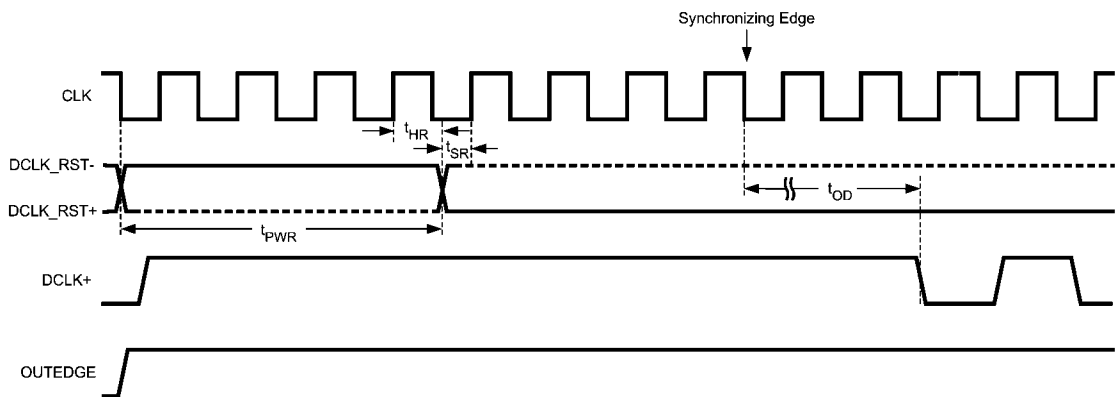 Synchronizing Edge
CLK
tHR
tSR
DCLK_RST-
tOD
DCLK_RST+
tPWR
DCLK+
OUTEDGE